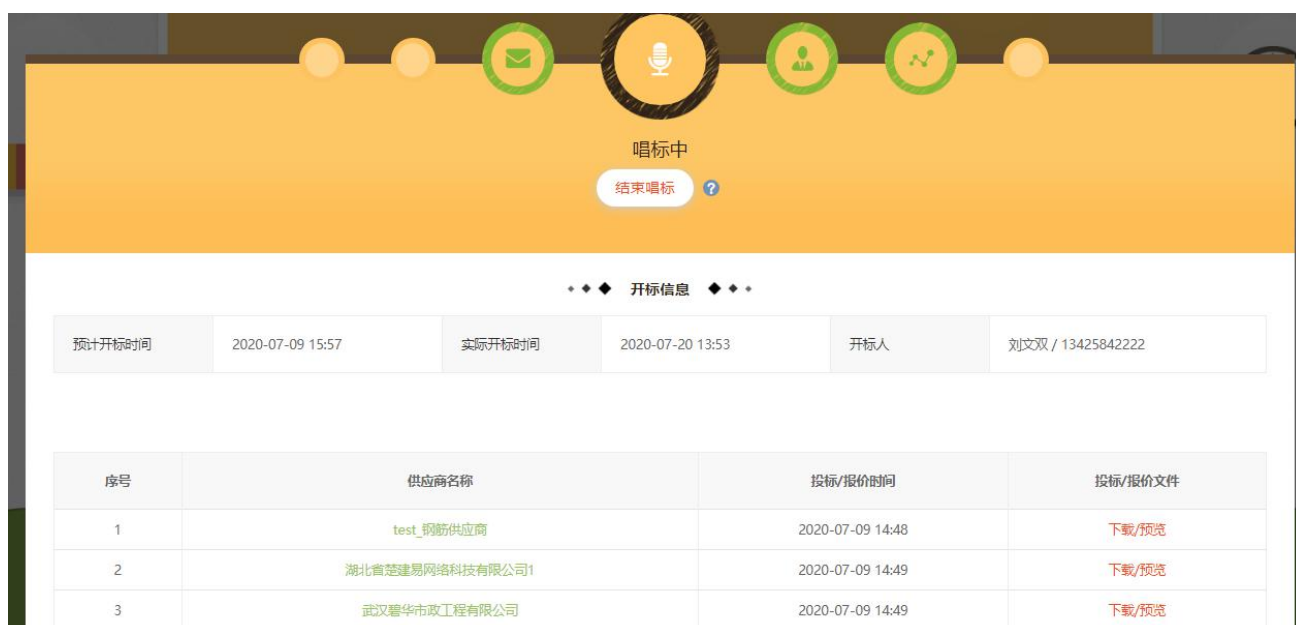 唱标中
结束唱标 ?
开标信息
预计开标时间 2020-07-09 15:57 实际开标时间 2020-07-20 13:53 开标人 刘文双 / 13425842222
序号 供应商名称 投标/报价时间 投标/报价文件
1 test_钢筋供应商 2020-07-09 14:48 下载/预览
2 湖北省楚建易网络科技有限公司1 2020-07-09 14:49 下载/预览
3 武汉碧华市政工程有限公司 2020-07-09 14:49 下载/预览